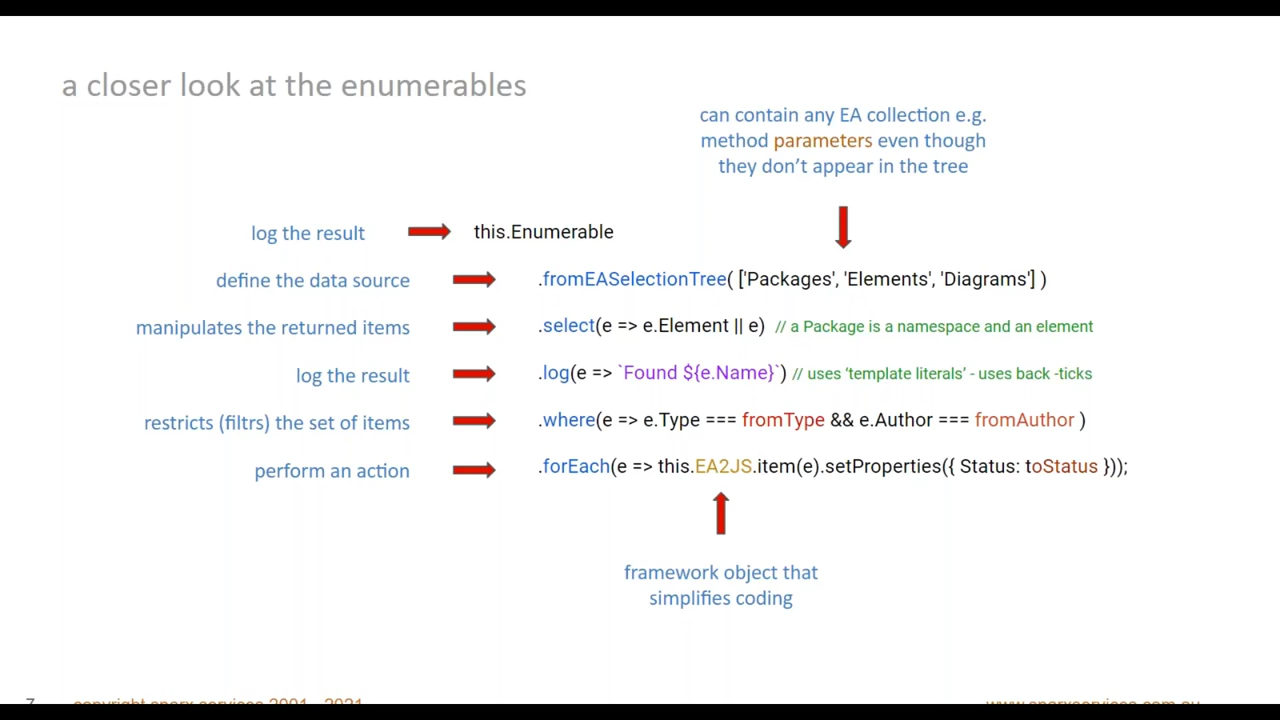 a closer look at the enumerables
can contain any EA collection e.g.
method parameters even though
they don't appear in the tree
log the result this.Enumerable
define the data source .fromEASelectionTree( ['Packages', 'Elements', 'Diagrams'] )
manipulates the returned items .select(e => e.Element || e) // a Package is a namespace and an element
log the result .log(e => `Found ${e.Name}`) // uses 'template literals' - uses back -ticks
restricts (filtrs) the set of items .where(e => e.Type === fromType && e.Author === fromAuthor )
perform an action .forEach(e => this.EA2JS.item(e).setProperties({ Status: toStatus }));
framework object that
simplifies coding
7 copyright sparx services 2001 - 2021 www.sparxservices.com.au